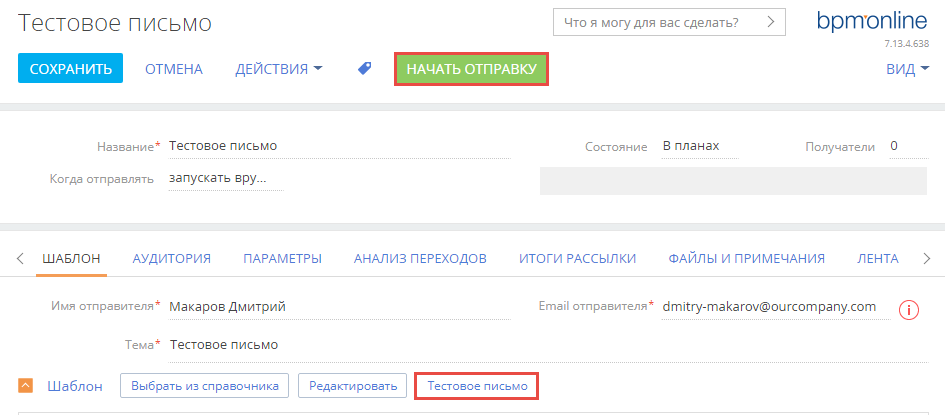 Тестовое письмо
Что я могу для вас сделать?
bpmonline
7.13.4.638
СОХРАНИТЬ ОТМЕНА ДЕЙСТВИЯ НАЧАТЬ ОТПРАВКУ ВИД
Название* Тестовое письмо Состояние В планах Получатели 0
Когда отправлять запускать вру...
ШАБЛОН АУДИТОРИЯ ПАРАМЕТРЫ АНАЛИЗ ПЕРЕХОДОВ ИТОГИ РАССЫЛКИ ФАЙЛЫ И ПРИМЕЧАНИЯ ЛЕНТА
Имя отправителя* Макаров Дмитрий Email отправителя* dmitry-makarov@ourcompany.com
Тема* Тестовое письмо
Шаблон Выбрать из справочника Редактировать Тестовое письмо